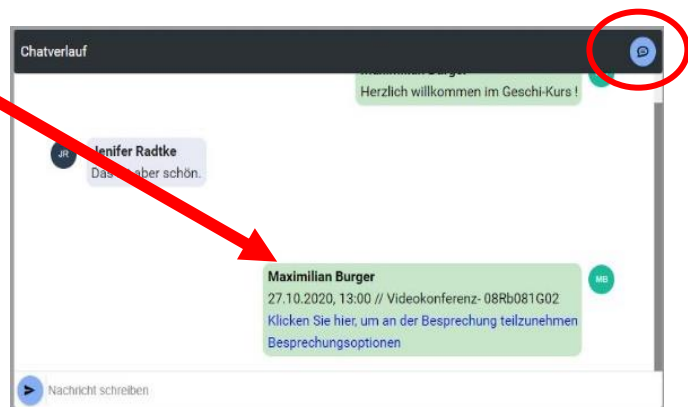 Chatverlauf
Herzlich willkommen im Geschi-Kurs !
JR
Jenifer Radtke
Das aber schön.
Maximilian Burger
MB
27.10.2020, 13:00 // Videokonferenz- 08Rb081G02
Klicken Sie hier, um an der Besprechung teilzunehmen
Besprechungsoptionen
Nachricht schreiben